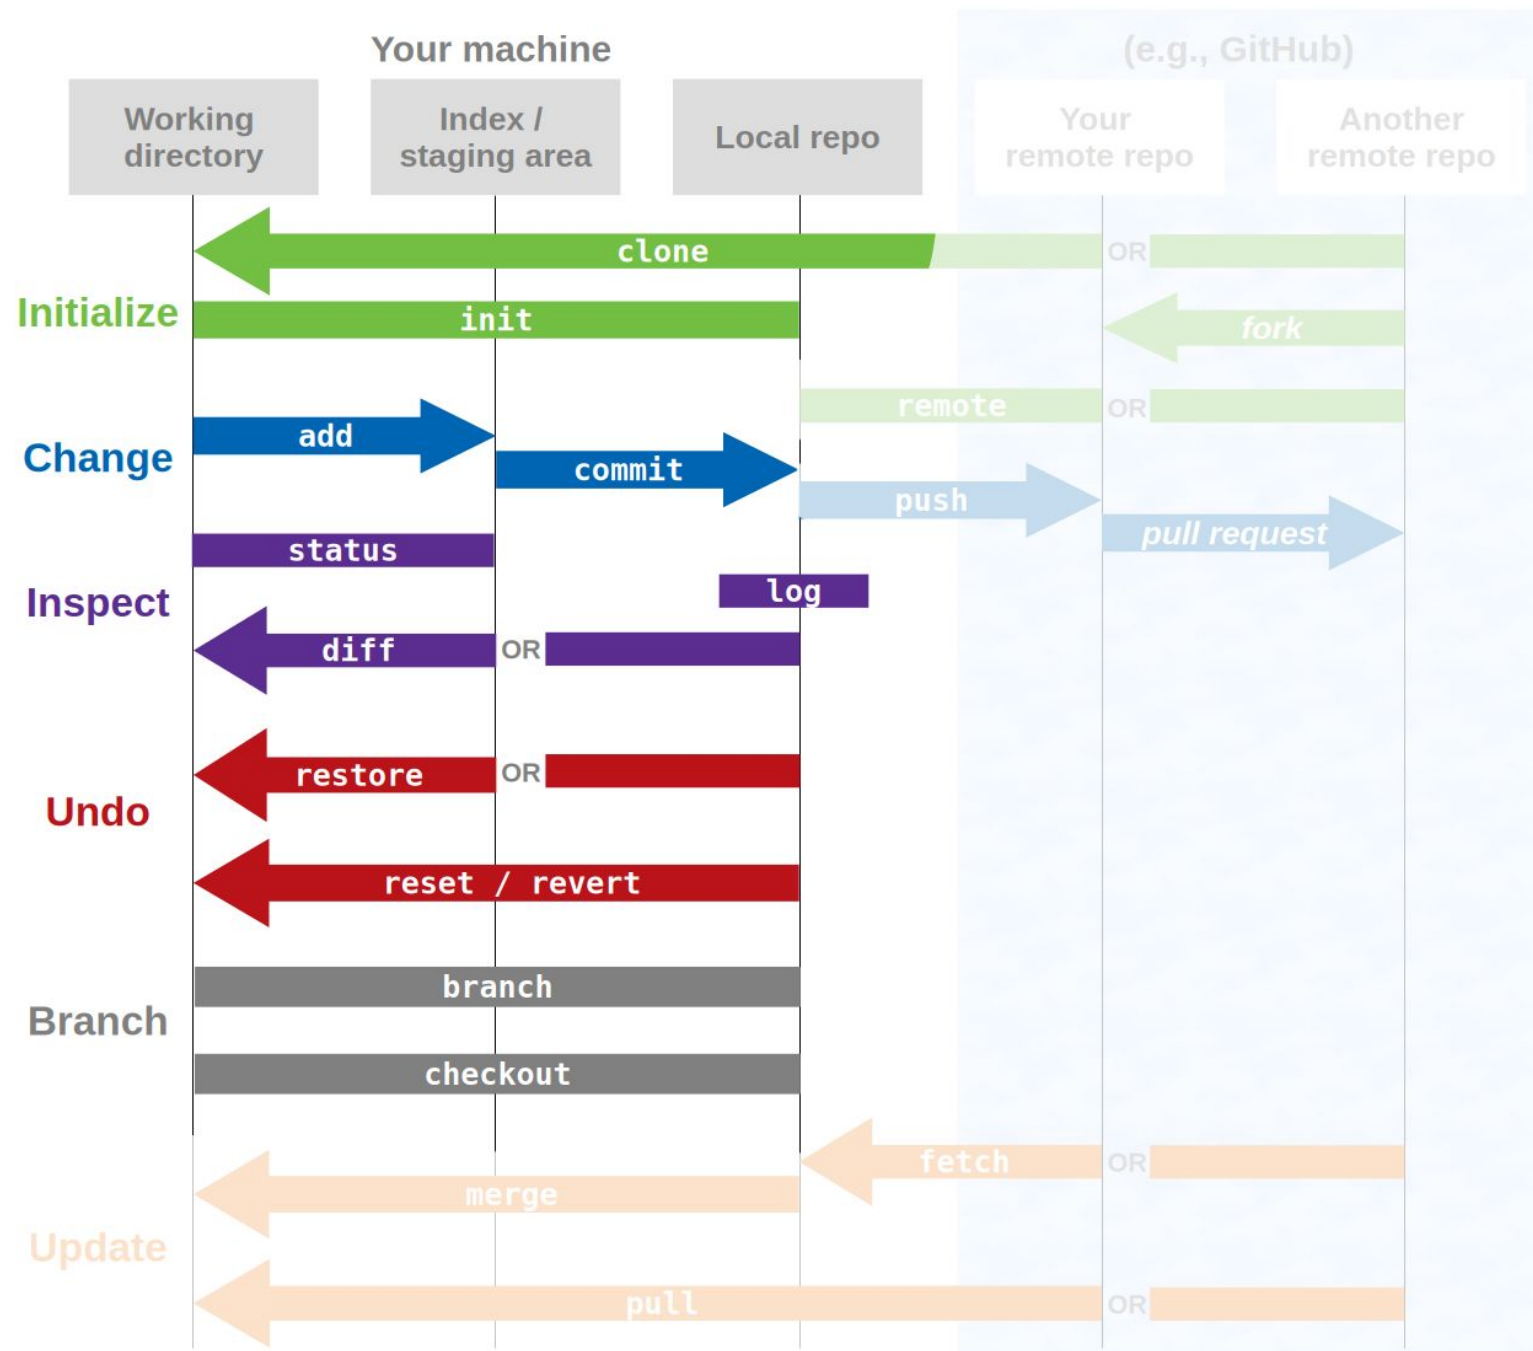 Your machine
(e.g., GitHub)
Working
directory
Index /
staging area
Local repo
Your
remote repo
Another
remote repo
clone
OR
Initialize
init
fork
remote
OR
Change
add
commit
push
pull request
status
Inspect
log
diff
OR
restore
OR
Undo
reset / revert
branch
Branch
checkout
fetch
OR
merge
Update
pull
OR